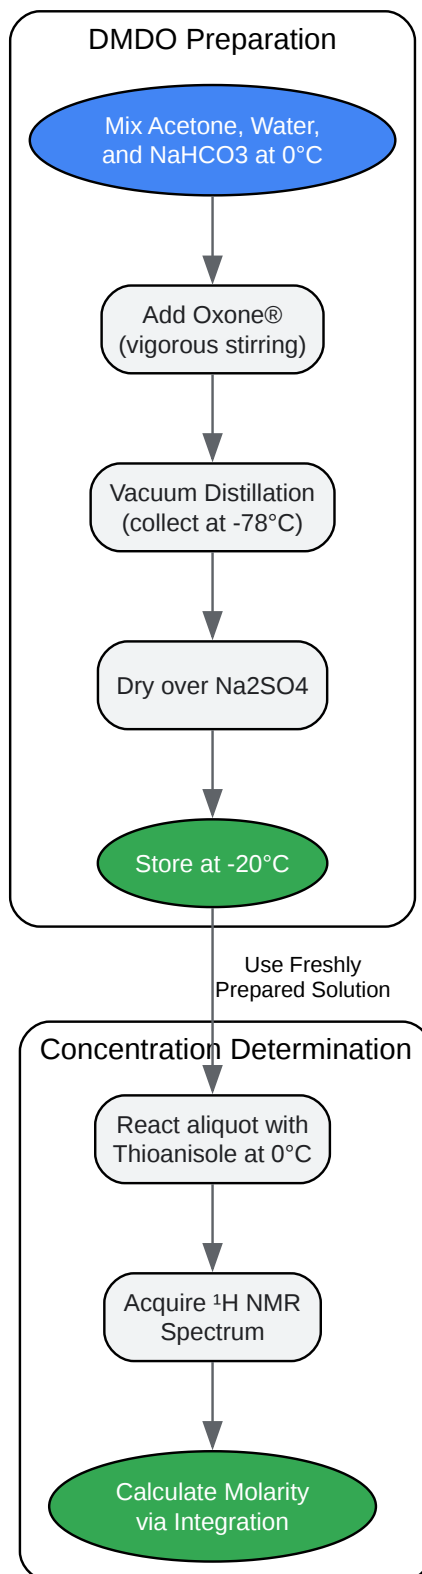 DMDO Preparation
Mix Acetone, Water,
and NaHCO3 at 0°C
Add Oxone®
(vigorous stirring)
Vacuum Distillation
(collect at -78°C)
Dry over Na2SO4
Store at -20°C
Use Freshly
Prepared Solution
Concentration Determination
React aliquot with
Thioanisole at 0°C
Acquire ¹H NMR
Spectrum
Calculate Molarity
via Integration